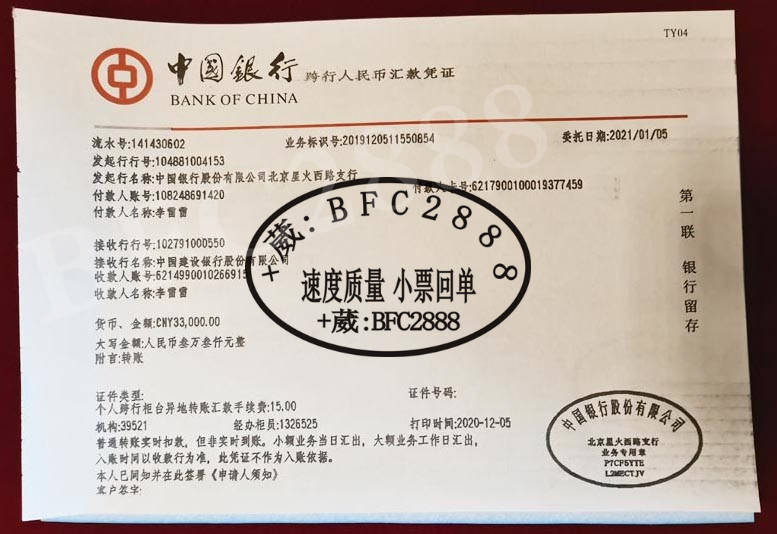 TY04
中国银行 跨行人民币汇款凭证
BANK OF CHINA
流水号:141430602 业务标识号:2019120511550854 委托日期:2021/01/05
发起行行号:104881004153
发起行行名称:中国银行股份有限公司北京星火西路支行
付款人账号:108248691420 付款人卡号:6217900100019377459
付款人名称:李雷雷
接收行行号:102791000550
接收行名称:中国建设银行股份有限公司
收款人账号:621499001026691
收款人名称:李雷雷
货币、金额:CNY33,000.00
大写金额:人民币叁万叁仟元整
附言:转账
证件类型: 证件号码:
个人跨行柜台异地转账汇款手续费:15.00
机构:39521 经办柜员:1326525 打印时间:2020-12-05
普通转账实时扣款，但非实时到账。小额业务当日汇出，大额业务工作日汇出，
入账时间以收款行为准，此凭证不作为入账依据。
本人已同知并在此签署《申请人须知》
客户签字:
第一联 银行留存
+葳:BFC2888
速度质量 小票回单
+葳:BFC2888
中国银行股份有限公司
北京星火西路支行
业务专用章
P7CF5YTE
L2MECTJV
BFC2888